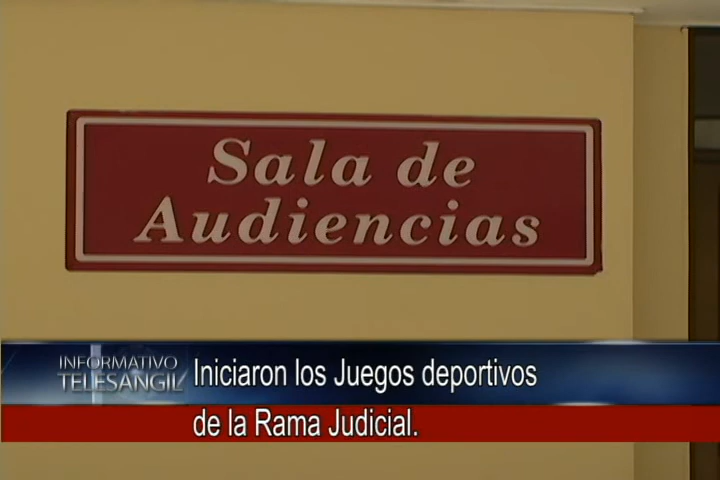 Sala de
Audiencias
INFORMATIVO
TELESANGIL
Iniciaron los Juegos deportivos
de la Rama Judicial.